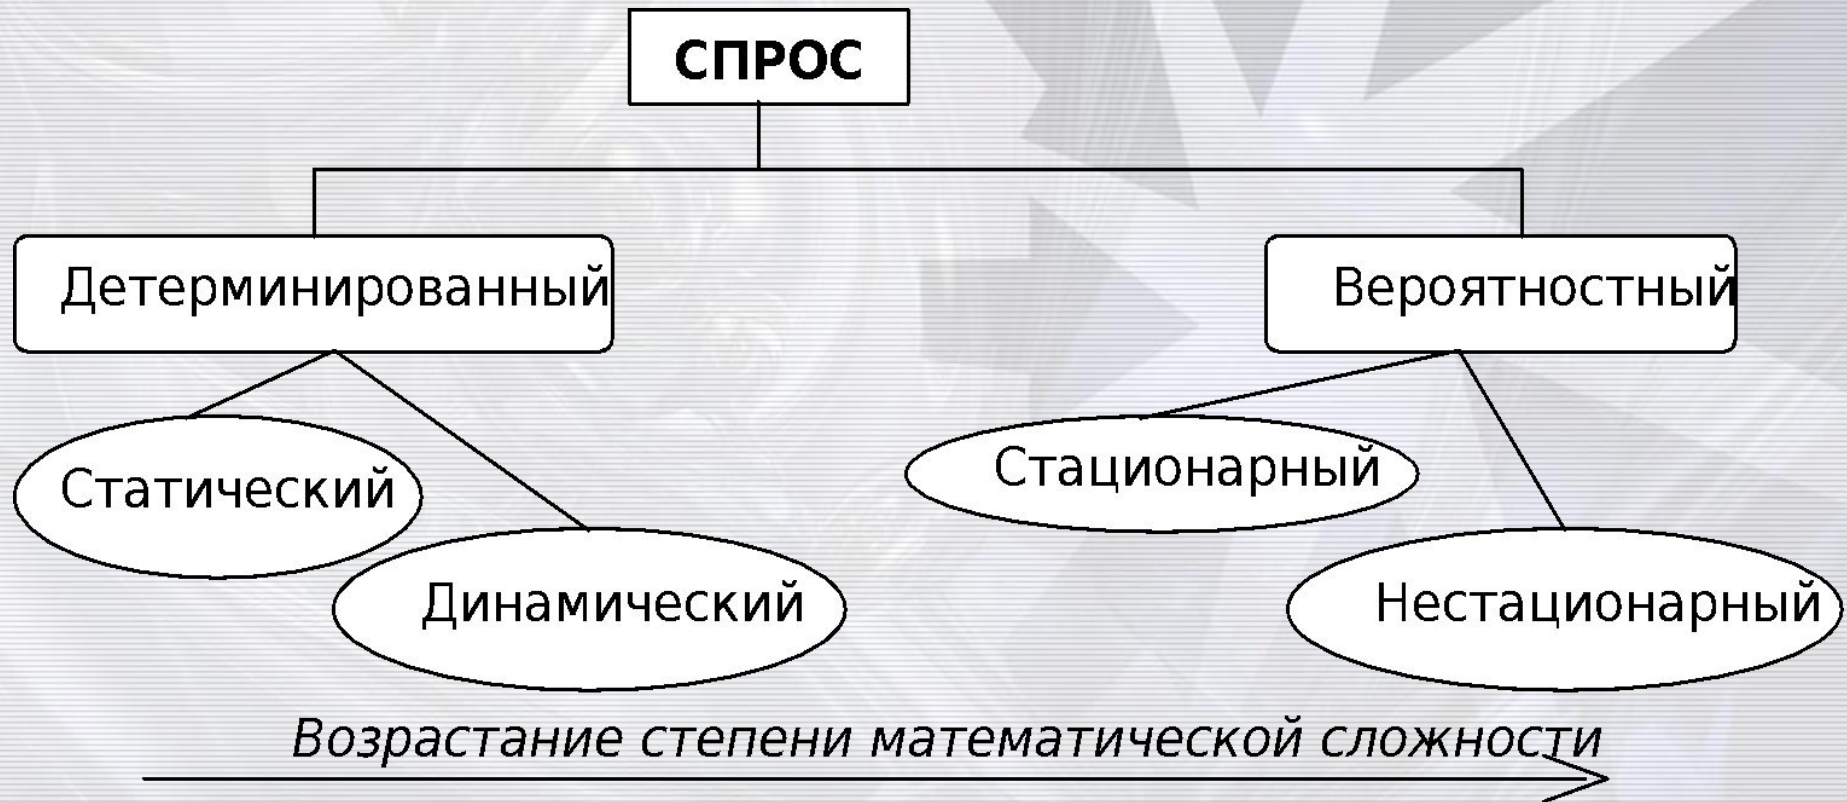 СПРОС
Детерминированный
Вероятностный
Статический
Стационарный
Динамический
Нестационарный
Возрастание степени математической сложности